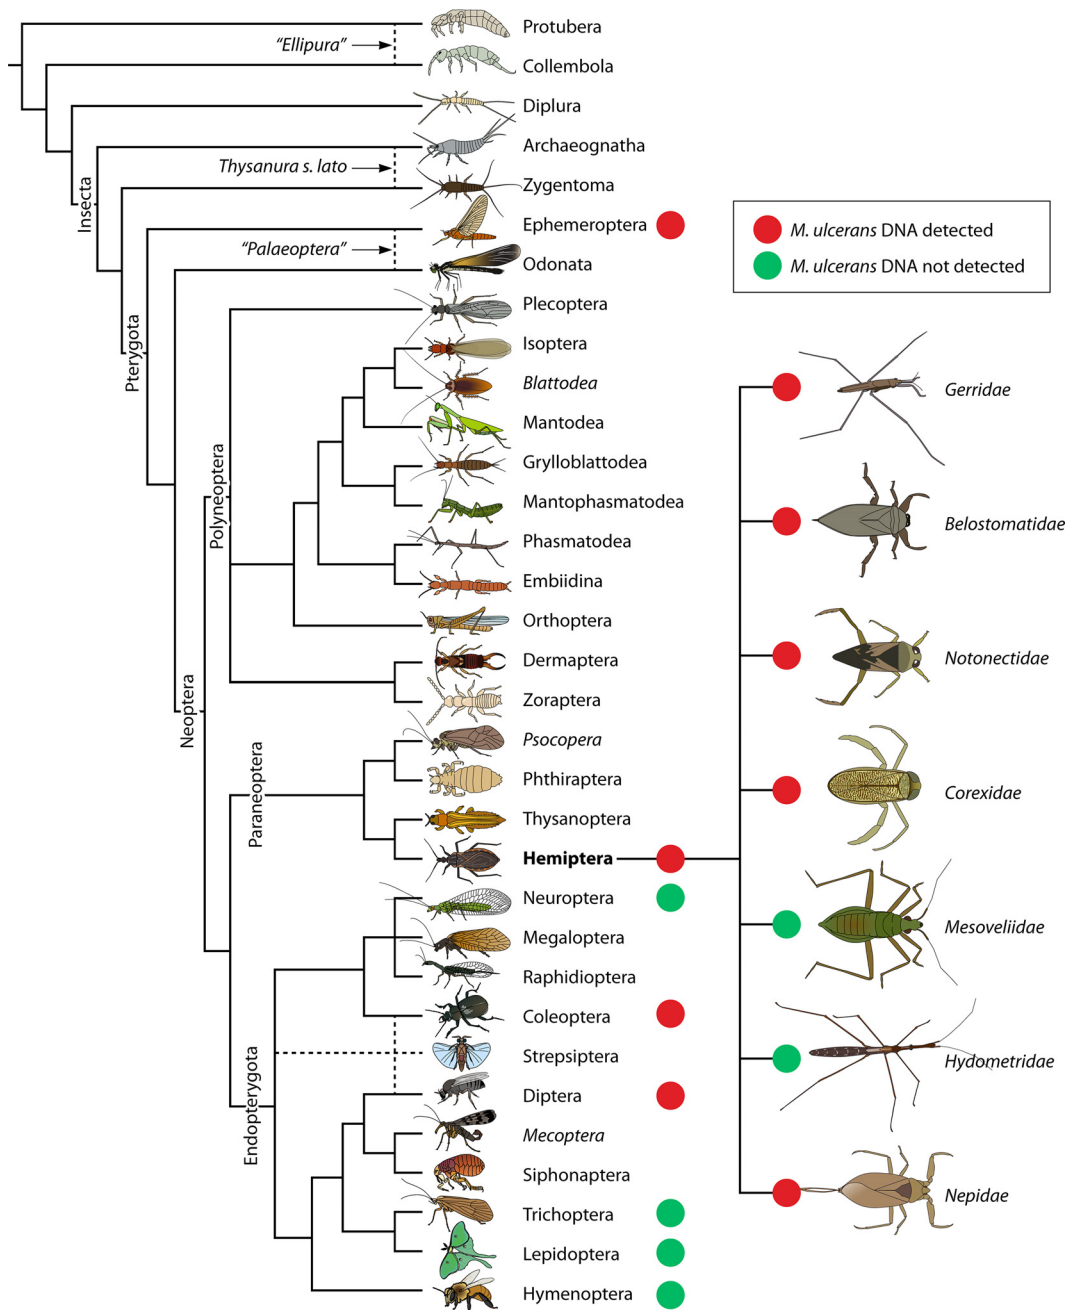 Protubera
"Ellipura"
Collembola
Diplura
Archaeognatha
Thysanura s. lato
Zygentoma
Insecta
Ephemeroptera
"Palaeoptera"
Odonata
Plecoptera
Pterygota
Isoptera
Blattodea
Mantodea
Grylloblattodea
Polyneoptera
Mantophasmatodea
Phasmatodea
Embiidina
Orthoptera
Dermaptera
Zoraptera
Neoptera
Psocopera
Phthiraptera
Paraneoptera
Thysanoptera
Hemiptera
Neuroptera
Megaloptera
Raphidioptera
Coleoptera
Strepsiptera
Diptera
Endopterygota
Mecoptera
Siphonaptera
Trichoptera
Lepidoptera
Hymenoptera
M. ulcerans DNA detected
M. ulcerans DNA not detected
Gerridae
Belostomatidae
Notonectidae
Corexidae
Mesoveliidae
Hydometridae
Nepidae